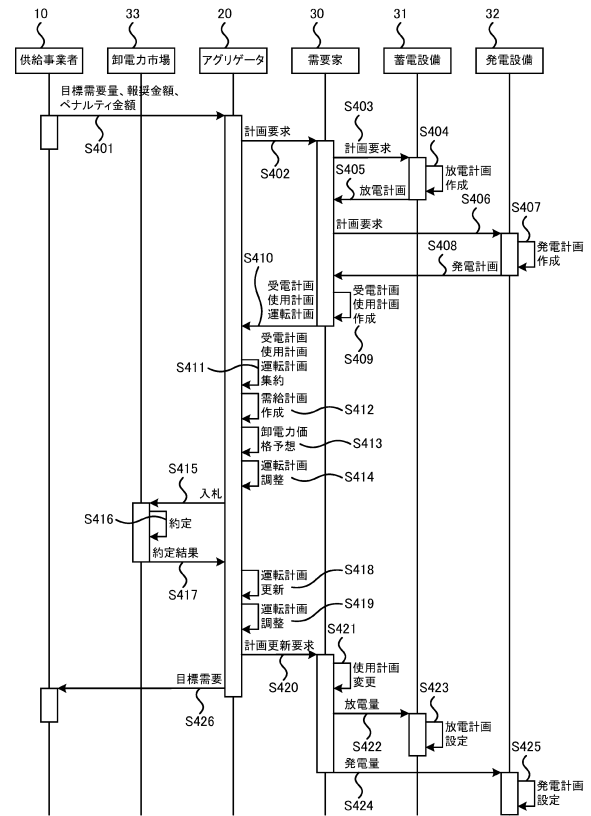 10
33
20
30
31
32
供給事業者
卸電力市場
アグリゲータ
需要家
蓄電設備
発電設備
目標需要量、報奨金額、
ペナルティ金額
S401
計画要求
S402
S403
計画要求
S404
放電計画
作成
S405
放電計画
S406
計画要求
S407
発電計画
作成
S408
発電計画
S410
受電計画
使用計画
運転計画
受電計画
使用計画
作成
S409
受電計画
使用計画
運転計画
集約
S411
需給計画
作成
S412
卸電力価
格予想
S413
運転計画
調整
S414
S415
入札
S416
約定
約定結果
S417
運転計画
更新
S418
運転計画
調整
S419
計画更新要求
S420
S421
使用計画
変更
目標需要
S426
放電量
S422
S423
放電計画
設定
発電量
S424
S425
発電計画
設定